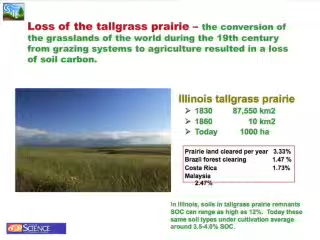 Loss of the tallgrass prairie – the conversion of
the grasslands of the world during the 19th century
from grazing systems to agriculture resulted in a loss
of soil carbon.
Illinois tallgrass prairie
➢ 1830 87,550 km2
➢ 1860 10 km2
➢ Today 1000 ha
Prairie land cleared per year 3.33%
Brazil forest clearing 1.47 %
Costa Rica 1.73%
Malaysia
2.47%
In Illinois, soils in tallgrass prairie remnants
SOC can range as high as 12%. Today these
same soil types under cultivation average
around 3.5-4.0% SOC.
SCIENCE